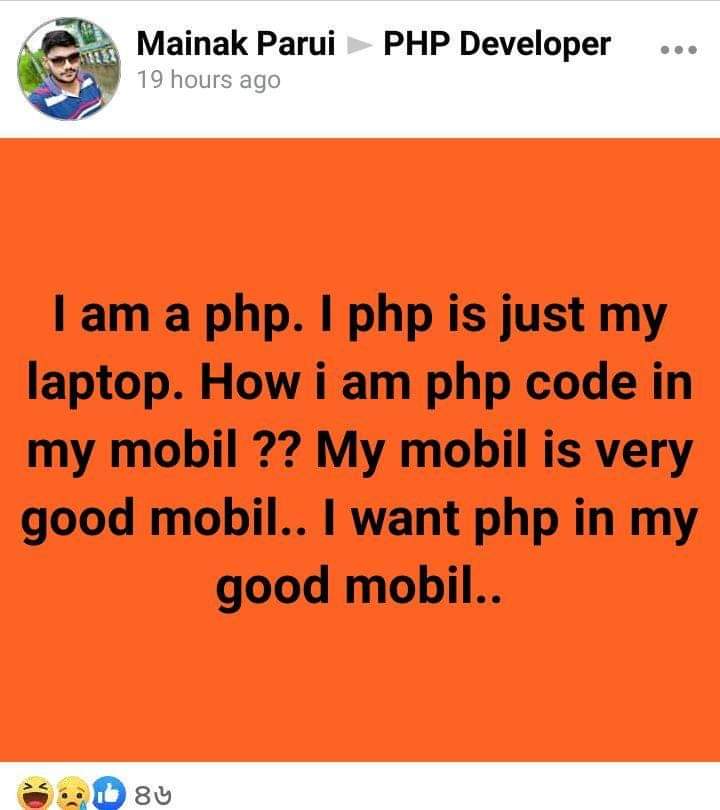 Mainak Parui ► PHP Developer
19 hours ago
I am a php. I php is just my
laptop. How i am php code in
my mobil ?? My mobil is very
good mobil.. I want php in my
good mobil..
৪৬